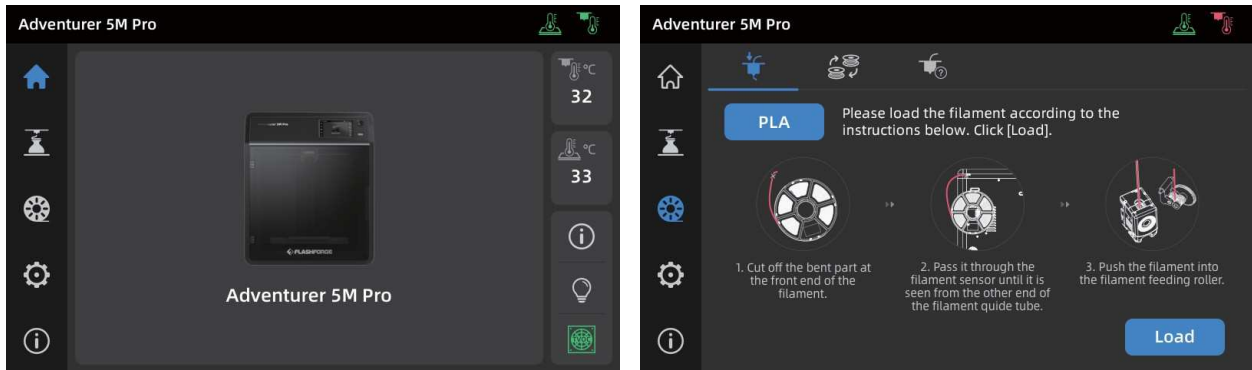 Adventurer 5M Pro
°C
32
°C
33
FLASHFORGE
Adventurer 5M Pro
TVOC
Adventurer 5M Pro
PLA
Please load the filament according to the
instructions below. Click [Load].
1. Cut off the bent part at
the front end of the
filament.
2. Pass it through the
filament sensor until it is
seen from the other end of
the filament quide tube.
3. Push the filament into
the filament feeding roller.
Load